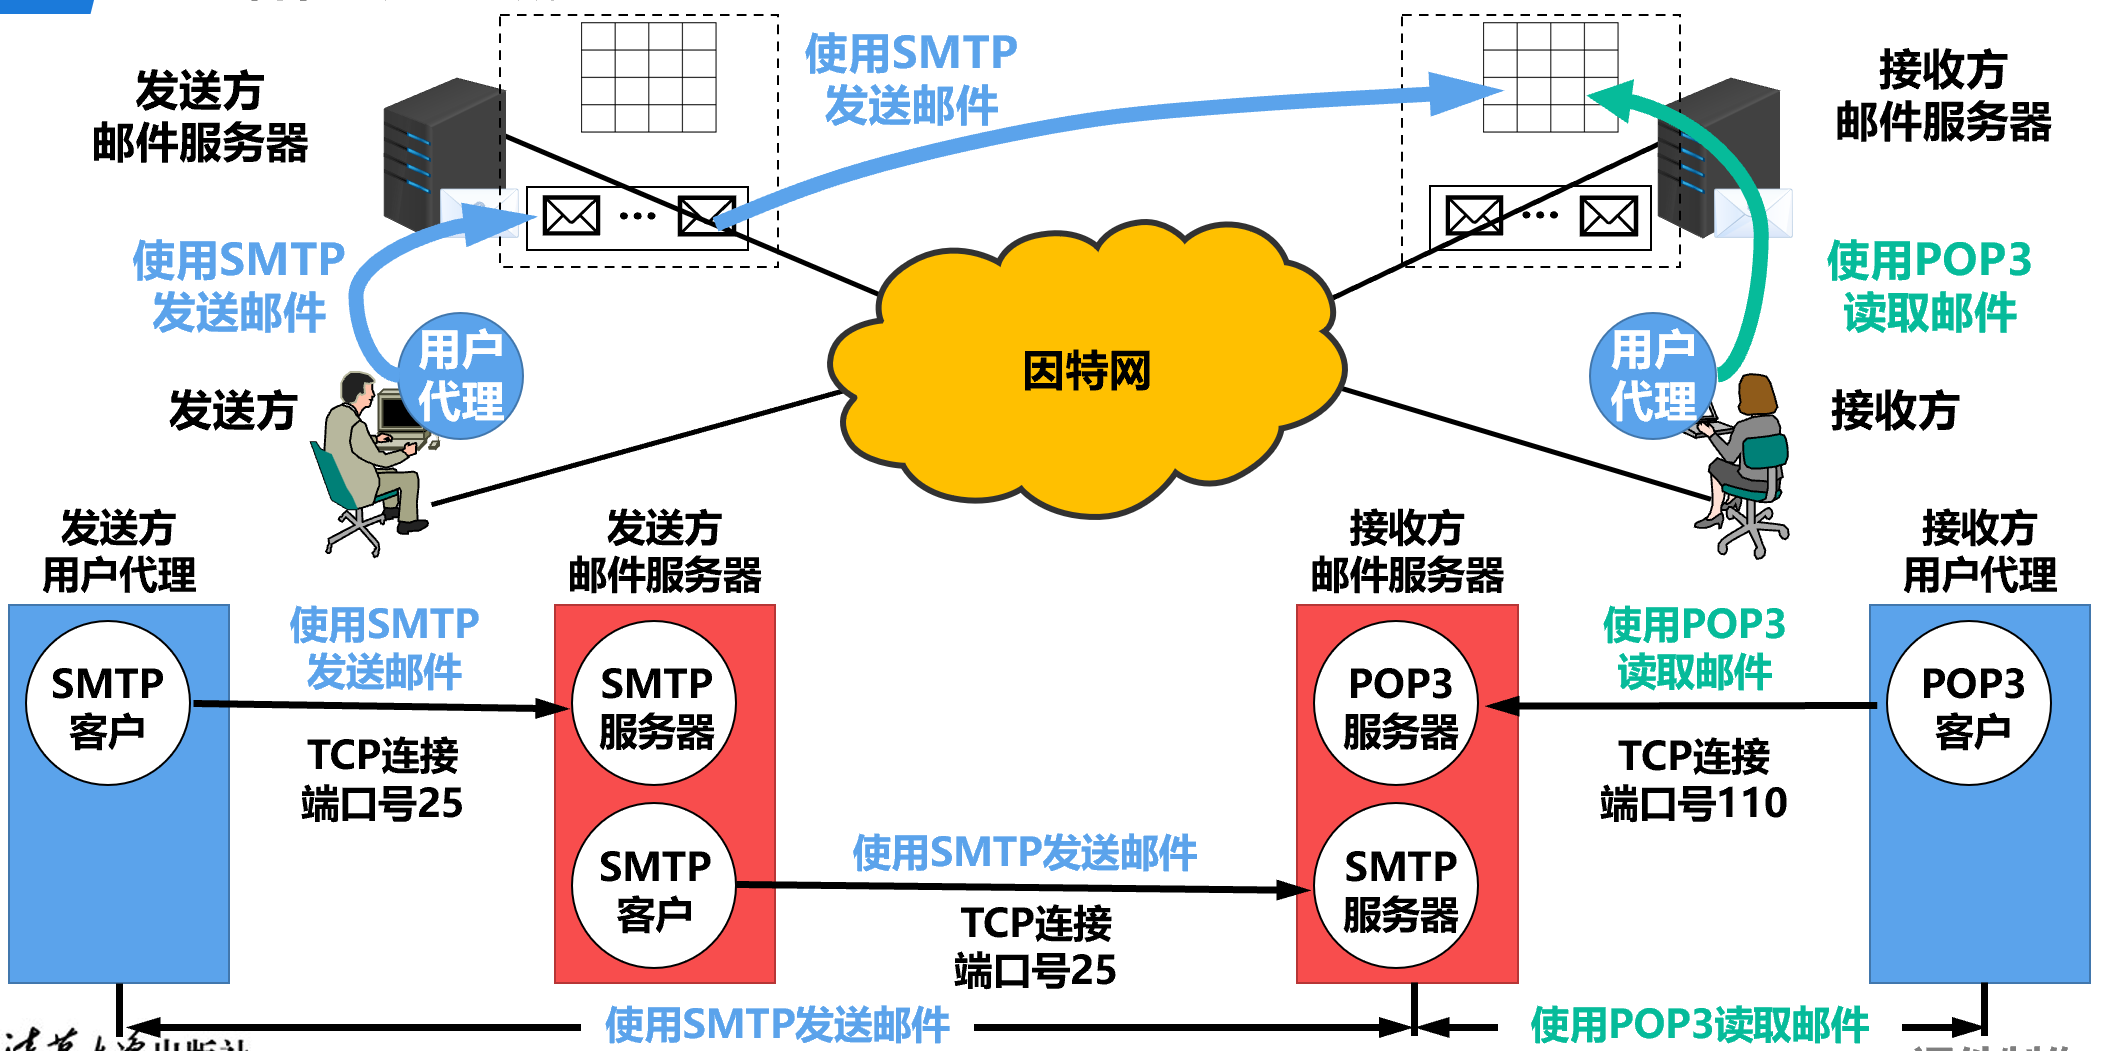 使用SMTP
发送邮件
发送方
邮件服务器
接收方
邮件服务器
使用SMTP
发送邮件
使用POP3
读取邮件
用户
代理
因特网
用户
代理
发送方
接收方
发送方
用户代理
发送方
邮件服务器
接收方
邮件服务器
接收方
用户代理
使用SMTP
发送邮件
使用POP3
读取邮件
SMTP
客户
SMTP
服务器
POP3
服务器
POP3
客户
TCP连接
端口号25
TCP连接
端口号110
SMTP
客户
使用SMTP发送邮件
SMTP
服务器
TCP连接
端口号25
使用SMTP发送邮件
使用POP3读取邮件